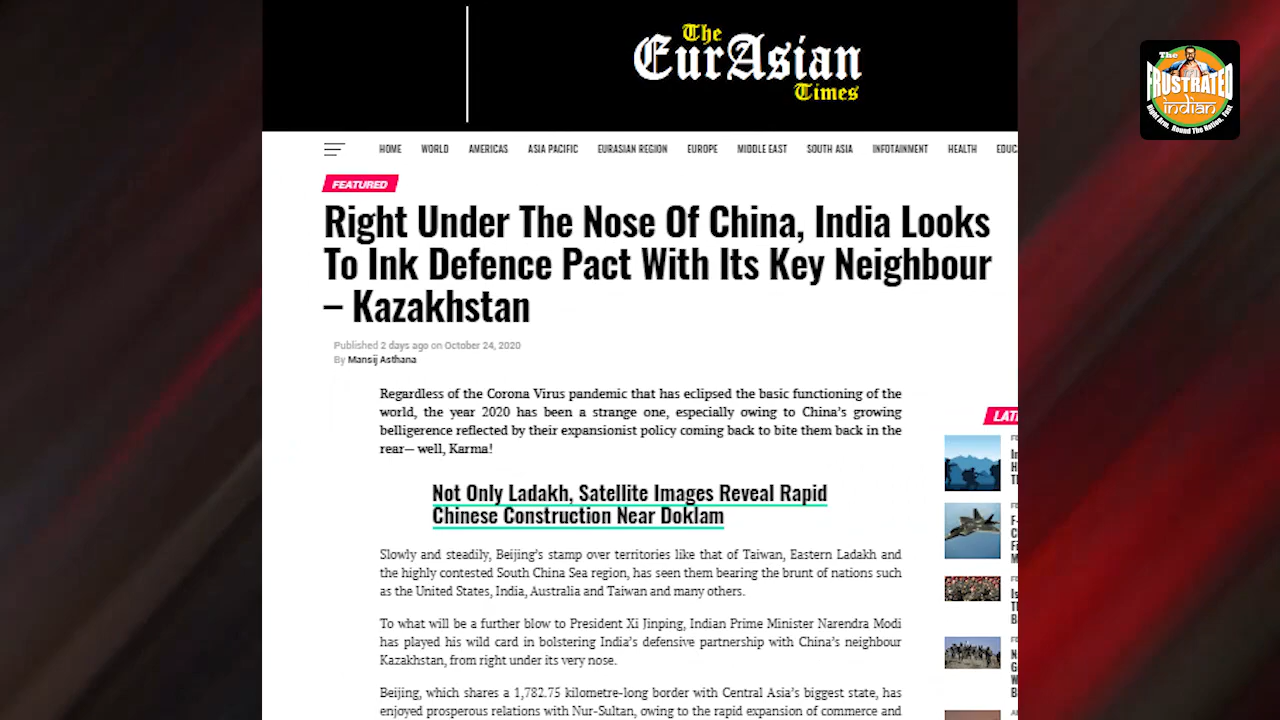 The
EurAsian
Times
The
FRUSTRATED
indian
Right Arm. Round The Nation. Fast
HOME WORLD AMERICAS ASIA PACIFIC EURASIAN REGION EUROPE MIDDLE EAST SOUTH ASIA INFOTAINMENT HEALTH EDUC
FEATURED
Right Under The Nose Of China, India Looks
To Ink Defence Pact With Its Key Neighbour
– Kazakhstan
Published 2 days ago on October 24, 2020
By Mansij Asthana
Regardless of the Corona Virus pandemic that has eclipsed the basic functioning of the
world, the year 2020 has been a strange one, especially owing to China's growing
belligerence reflected by their expansionist policy coming back to bite them back in the
rear— well, Karma!
Not Only Ladakh, Satellite Images Reveal Rapid
Chinese Construction Near Doklam
Slowly and steadily, Beijing's stamp over territories like that of Taiwan, Eastern Ladakh and
the highly contested South China Sea region, has seen them bearing the brunt of nations such
as the United States, India, Australia and Taiwan and many others.
To what will be a further blow to President Xi Jinping, Indian Prime Minister Narendra Modi
has played his wild card in bolstering India's defensive partnership with China's neighbour
Kazakhstan, from right under its very nose.
Beijing, which shares a 1,782.75 kilometre-long border with Central Asia's biggest state, has
enjoyed prosperous relations with Nur-Sultan, owing to the rapid expansion of commerce and
LAT